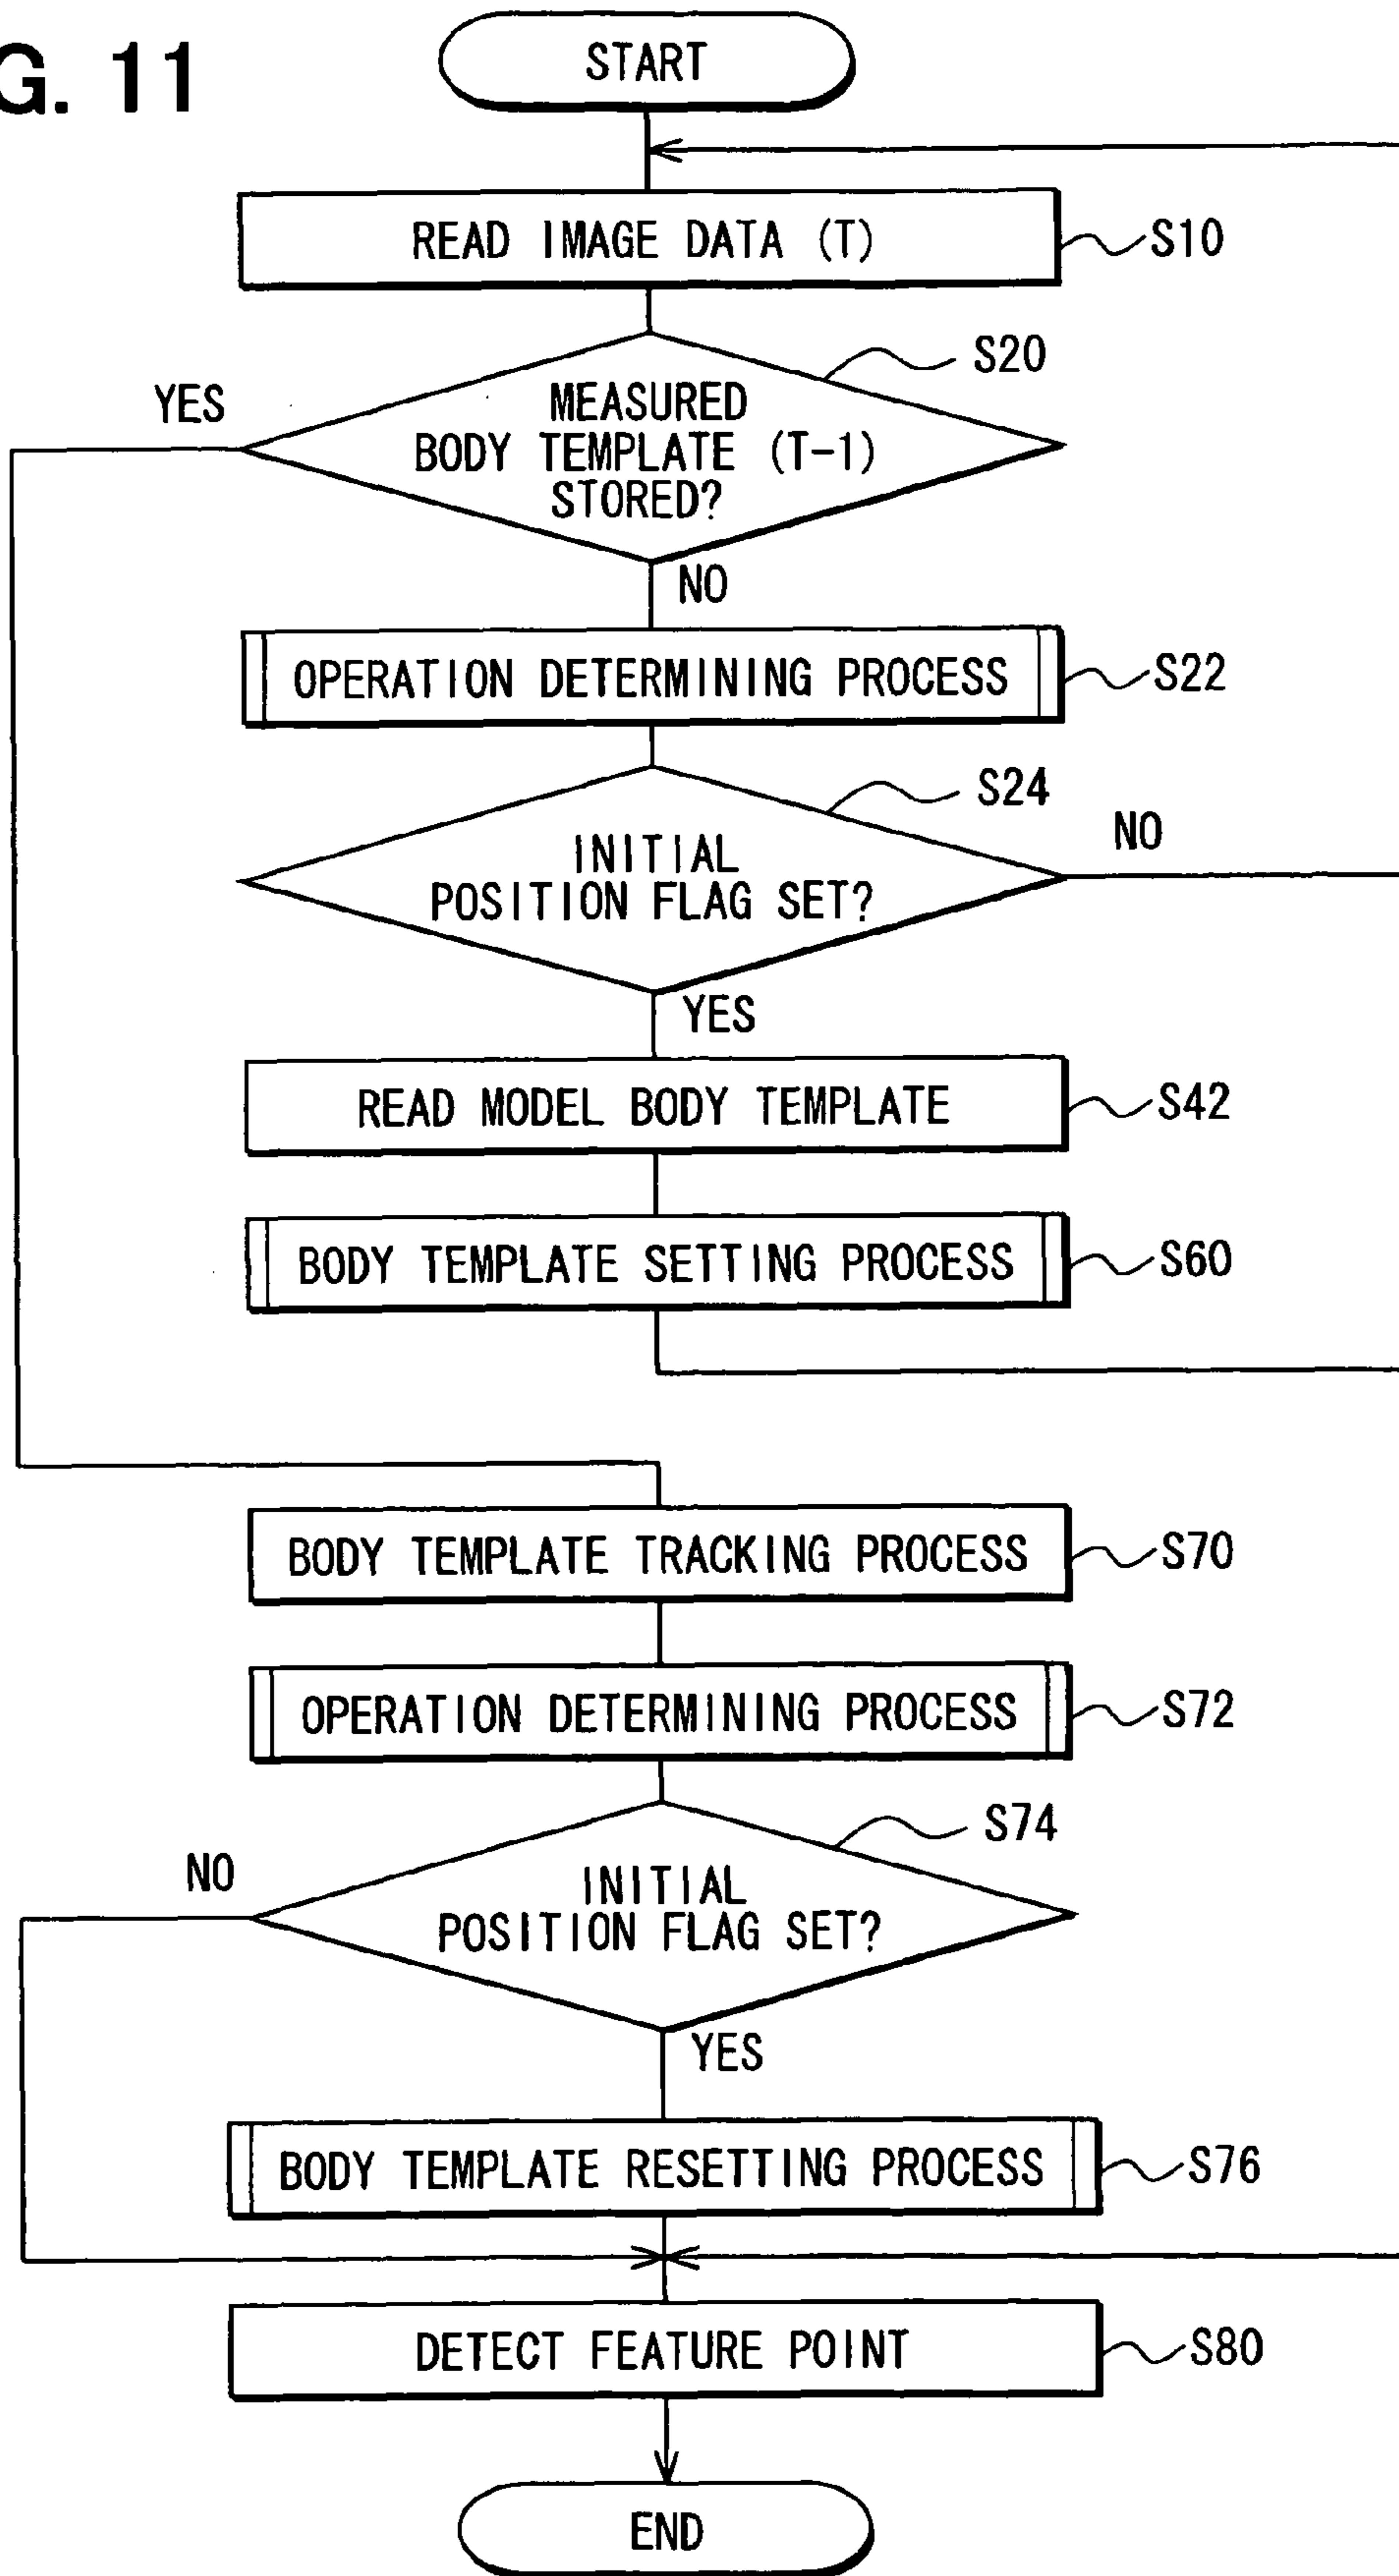 G. 11
START
READ IMAGE DATA (T)
S10
S20
YES
MEASURED
BODY TEMPLATE (T-1)
STORED?
NO
OPERATION DETERMINING PROCESS
S22
S24
NO
INITIAL
POSITION FLAG SET?
YES
READ MODEL BODY TEMPLATE
S42
BODY TEMPLATE SETTING PROCESS
S60
BODY TEMPLATE TRACKING PROCESS
S70
OPERATION DETERMINING PROCESS
S72
S74
NO
INITIAL
POSITION FLAG SET?
YES
BODY TEMPLATE RESETTING PROCESS
S76
DETECT FEATURE POINT
S80
END